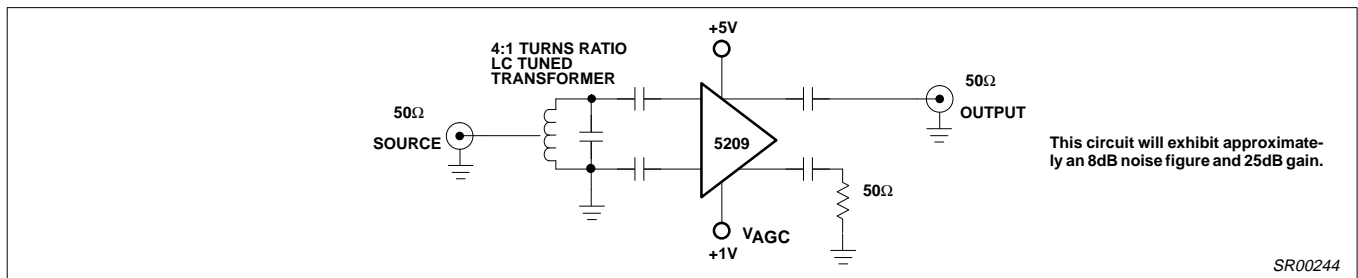 +5V
4:1 TURNS RATIO
LC TUNED
TRANSFORMER
50Ω
SOURCE
5209
50Ω
OUTPUT
This circuit will exhibit approximate-
ly an 8dB noise figure and 25dB gain.
50Ω
VAGC
+1V
SR00244